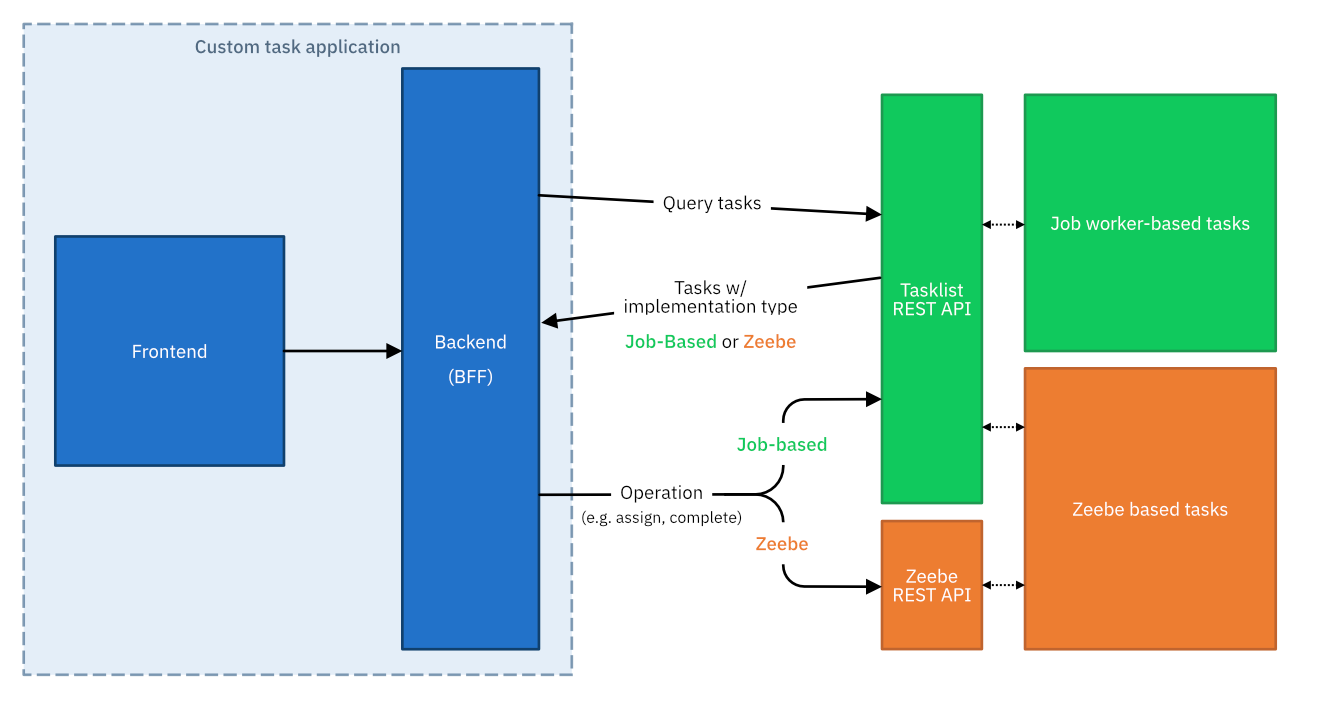 Custom task application
Frontend
Backend
(BFF)
Query tasks
Tasks w/
implementation type
Job-Based or Zeebe
Job-based
Operation
(e.g. assign, complete)
Zeebe
Tasklist
REST API
Zeebe
REST API
Job worker-based tasks
Zeebe based tasks